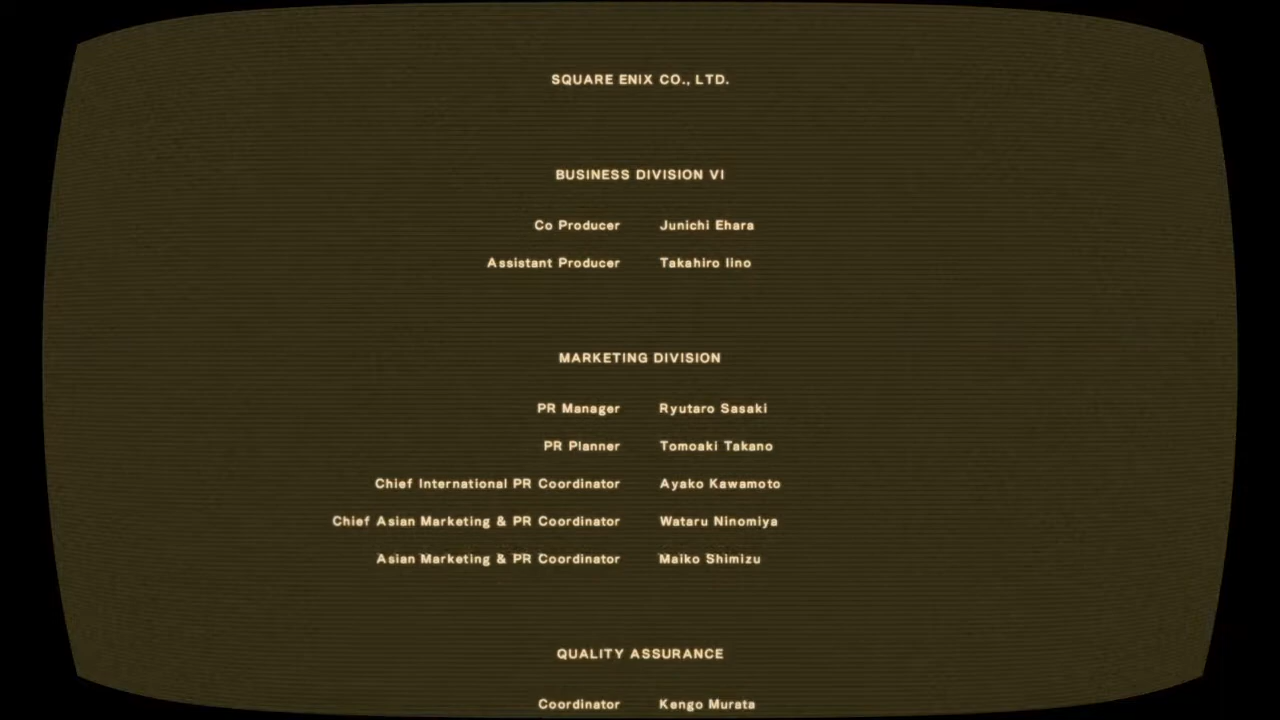 SQUARE ENIX CO., LTD.
BUSINESS DIVISION VI
Co Producer Junichi Ehara
Assistant Producer Takahiro Iino
MARKETING DIVISION
PR Manager Ryutaro Sasaki
PR Planner Tomoaki Takano
Chief International PR Coordinator Ayako Kawamoto
Chief Asian Marketing & PR Coordinator Wataru Ninomiya
Asian Marketing & PR Coordinator Maiko Shimizu
QUALITY ASSURANCE
Coordinator Kengo Murata